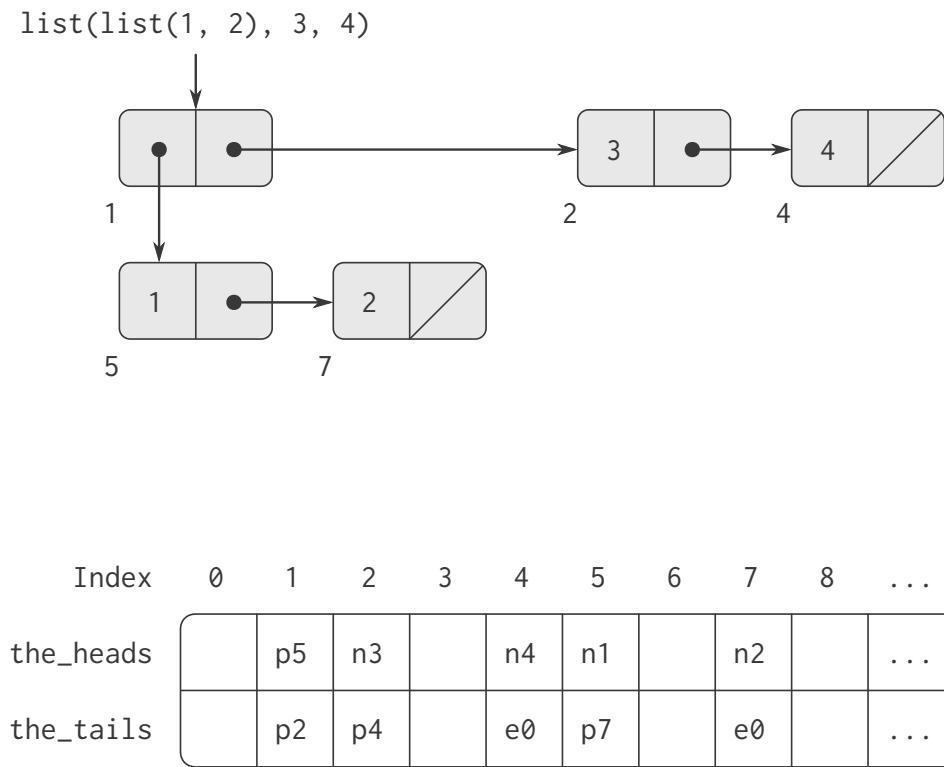 list(list(1, 2), 3, 4)
3 4
1 2 4
1 2
5 7
Index 0 1 2 3 4 5 6 7 8 ...
the_heads p5 n3 n4 n1 n2 ...
the_tails p2 p4 e0 p7 e0 ...